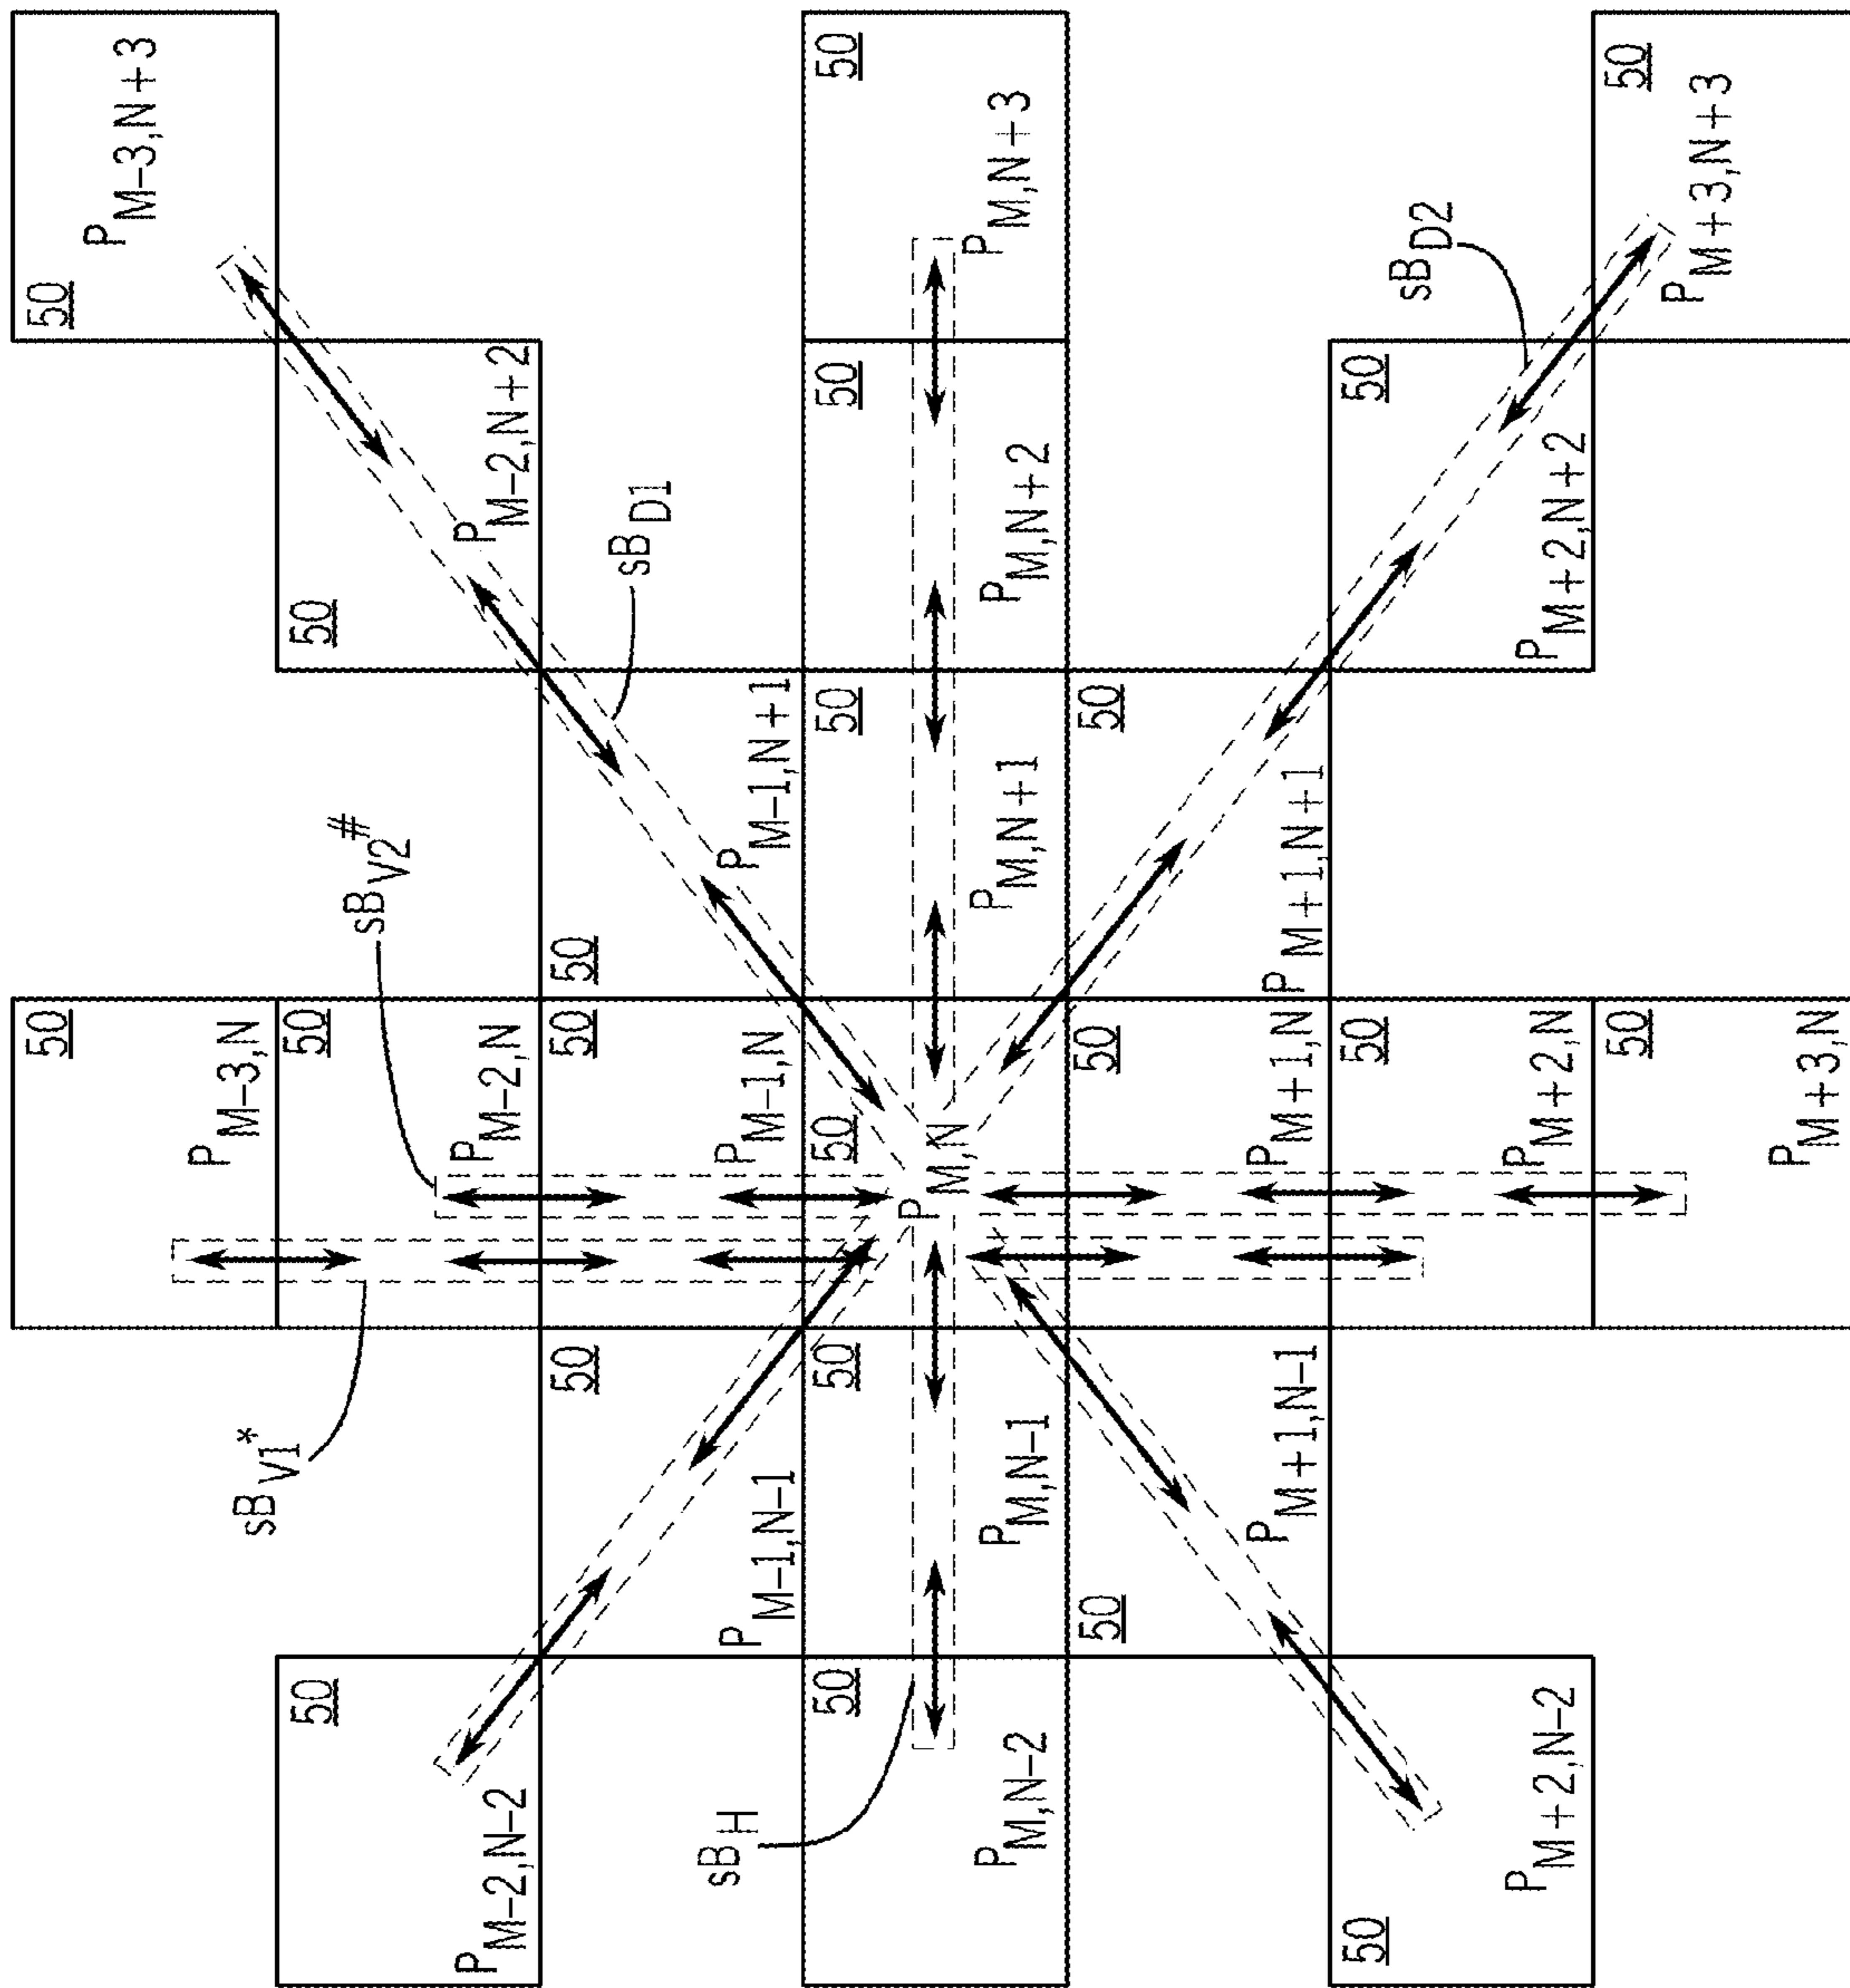 50
P M-3,N
50
P M-3,N+3
sB V1*
sB V2#
50
P M-2,N-2
50
P M-2,N
50
P M-2,N+2
sB D1
50
P M-1,N-1
50
P M-1,N
50
P M-1,N+1
sB H
50
P M,N-2
50
P M,N-1
50
P M,N
50
P M,N+1
50
P M,N+2
50
P M,N+3
50
P M+1,N-1
50
P M+1,N
50
P M+1,N+1
sB D2
50
P M+2,N-2
50
P M+2,N
50
P M+2,N+2
50
P M+3,N
50
P M+3,N+3